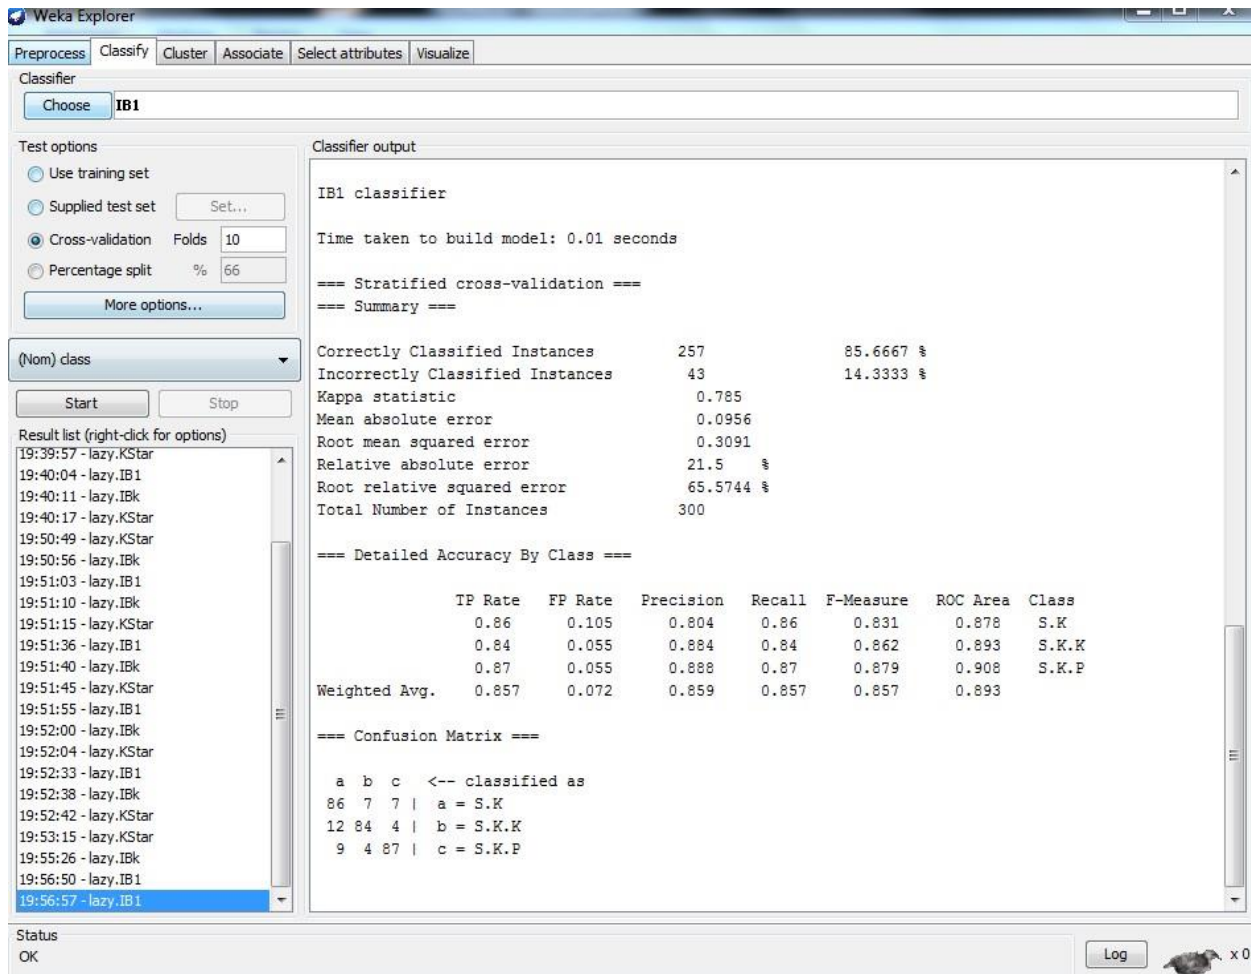 Weka Explorer
Preprocess Classify Cluster Associate Select attributes Visualize
Classifier
Choose IB1
Test options
Use training set
Supplied test set Set...
Cross-validation Folds 10
Percentage split % 66
More options...
(Nom) class
Start Stop
Result list (right-click for options)
19:39:57 - lazy.KStar
19:40:04 - lazy.IB1
19:40:11 - lazy.IBk
19:40:17 - lazy.KStar
19:50:49 - lazy.KStar
19:50:56 - lazy.IBk
19:51:03 - lazy.IB1
19:51:10 - lazy.IBk
19:51:15 - lazy.KStar
19:51:36 - lazy.IB1
19:51:40 - lazy.IBk
19:51:45 - lazy.KStar
19:51:55 - lazy.IB1
19:52:00 - lazy.IBk
19:52:04 - lazy.KStar
19:52:33 - lazy.IB1
19:52:38 - lazy.IBk
19:52:42 - lazy.KStar
19:53:15 - lazy.KStar
19:55:26 - lazy.IBk
19:56:50 - lazy.IB1
19:56:57 - lazy.IB1
Classifier output
IB1 classifier
Time taken to build model: 0.01 seconds
=== Stratified cross-validation ===
=== Summary ===
Correctly Classified Instances 257 85.6667 %
Incorrectly Classified Instances 43 14.3333 %
Kappa statistic 0.785
Mean absolute error 0.0956
Root mean squared error 0.3091
Relative absolute error 21.5 %
Root relative squared error 65.5744 %
Total Number of Instances 300
=== Detailed Accuracy By Class ===
TP Rate FP Rate Precision Recall F-Measure ROC Area Class
0.86 0.105 0.804 0.86 0.831 0.878 S.K
0.84 0.055 0.884 0.84 0.862 0.893 S.K.K
0.87 0.055 0.888 0.87 0.879 0.908 S.K.P
Weighted Avg. 0.857 0.072 0.859 0.857 0.857 0.893
=== Confusion Matrix ===
a b c <-- classified as
86 7 7 | a = S.K
12 84 4 | b = S.K.K
9 4 87 | c = S.K.P
Status
OK
Log x 0